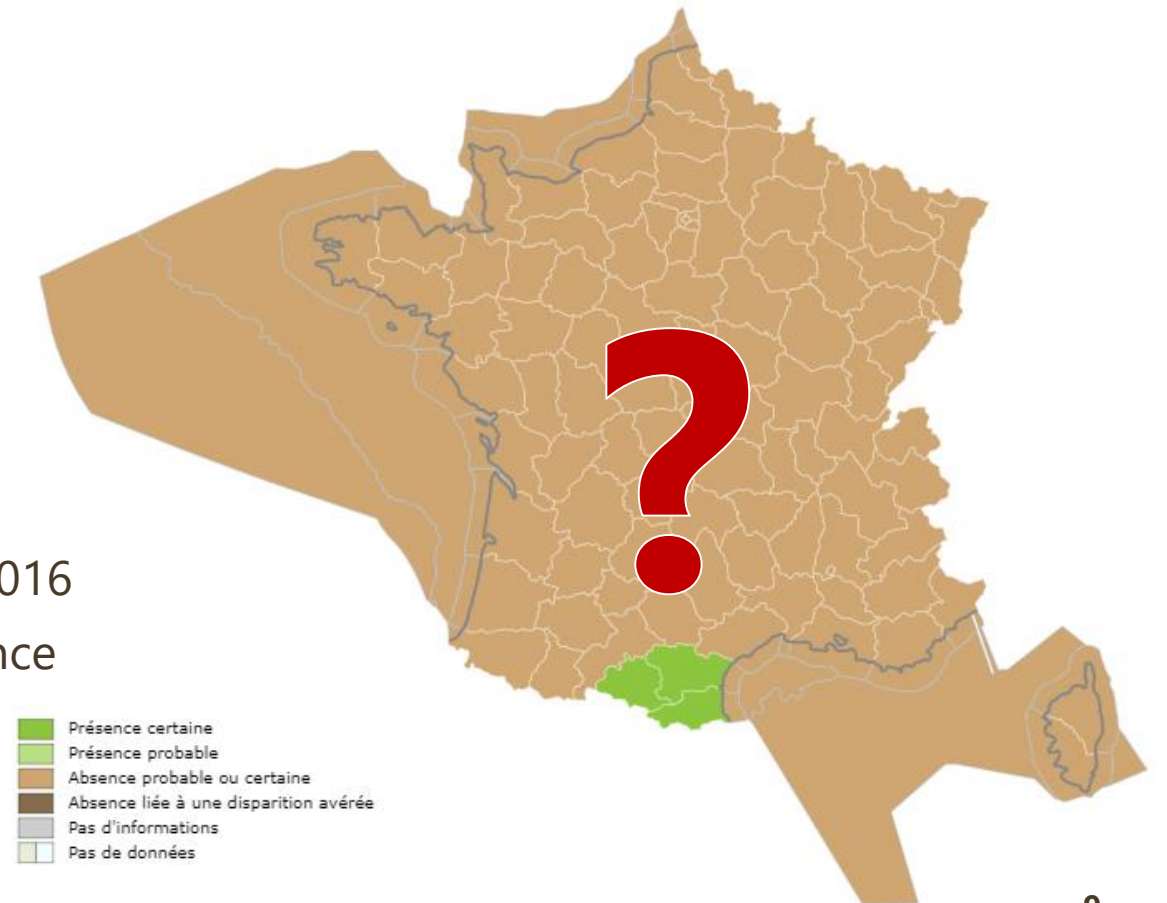 ?
016
nce
Présence certaine
Présence probable
Absence probable ou certaine
Absence liée à une disparition avérée
Pas d'informations
Pas de données